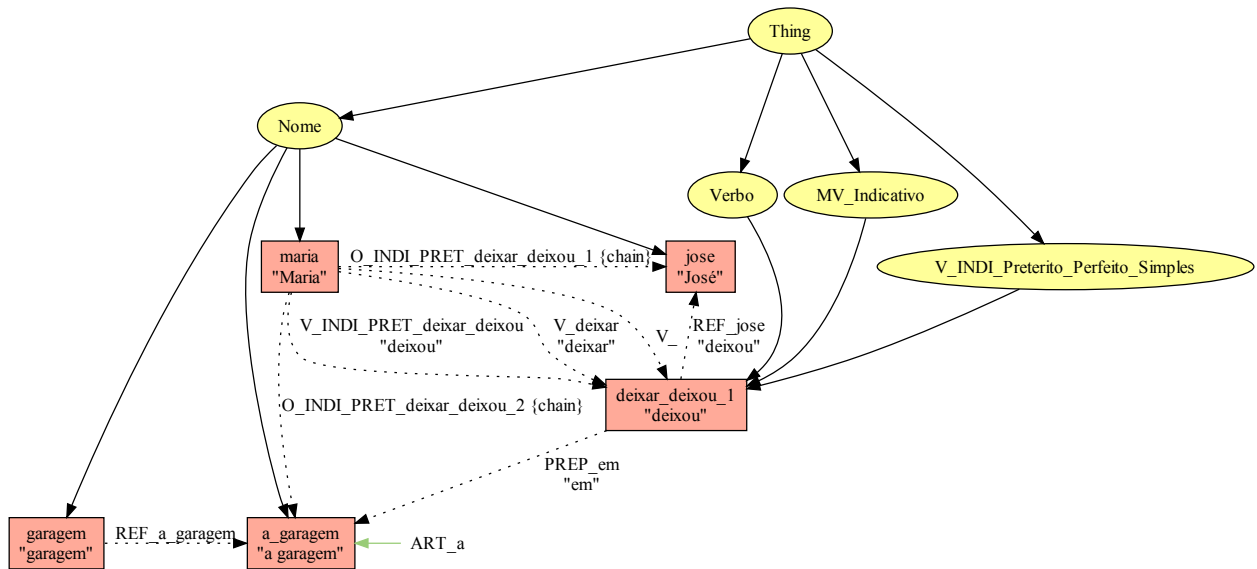 Thing
Nome
Verbo
MV_Indicativo
maria
"Maria"
O_INDI_PRET_deixar_deixou_1 {chain}
jose
"José"
V_INDI_Preterito_Perfeito_Simples
V_INDI_PRET_deixar_deixou
"deixou"
V_deixar
"deixar"
V_
REF_jose
"deixou"
deixar_deixou_1
"deixou"
O_INDI_PRET_deixar_deixou_2 {chain}
PREP_em
"em"
garagem
"garagem"
REF_a_garagem
a_garagem
"a garagem"
ART_a